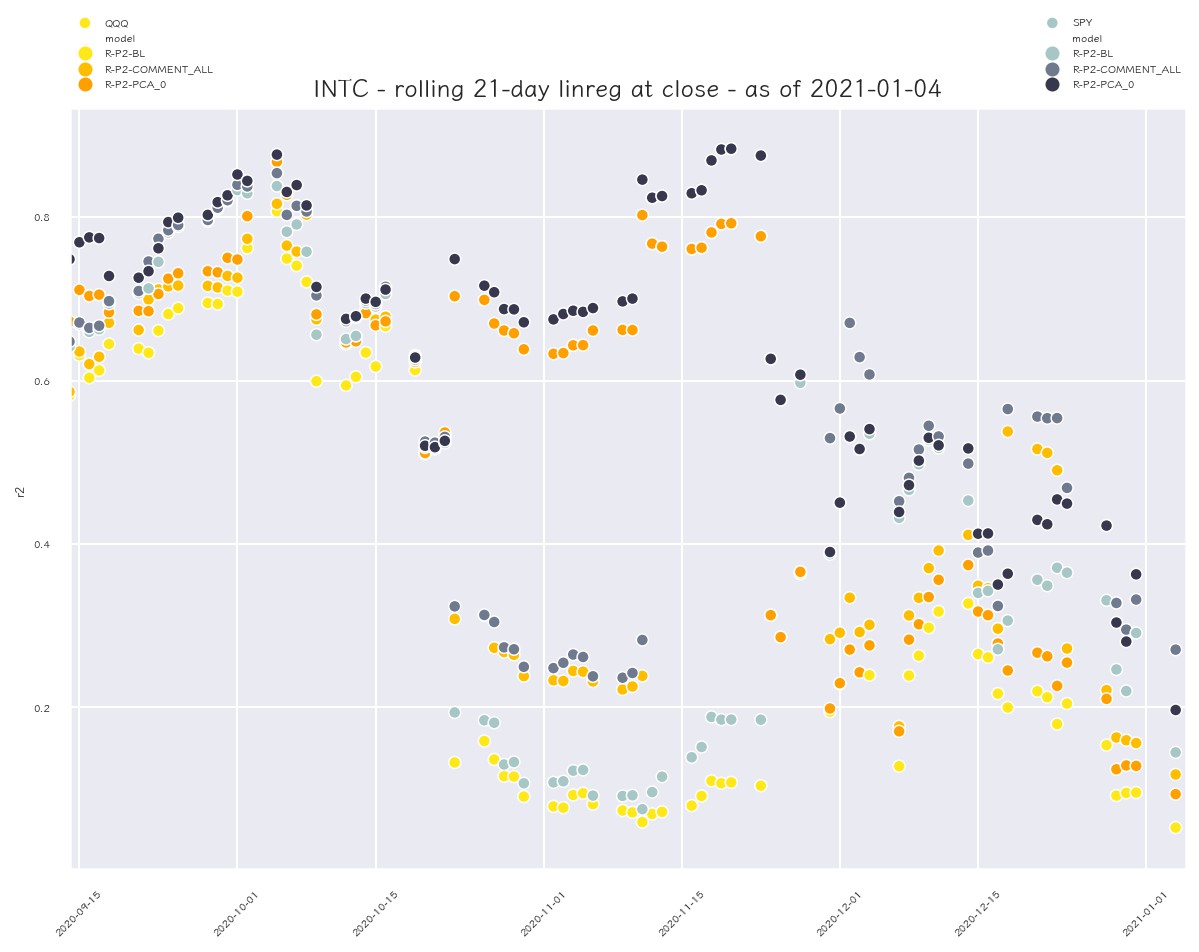 QQQ
model
R-P2-BL
R-P2-COMMENT_ALL
R-P2-PCA_0
SPY
model
R-P2-BL
R-P2-COMMENT_ALL
R-P2-PCA_0
INTC - rolling 21-day linreg at close - as of 2021-01-04
0.8
0.6
0.4
0.2
r2
2020-09-15
2020-10-01
2020-10-15
2020-11-01
2020-11-15
2020-12-01
2020-12-15
2021-01-01